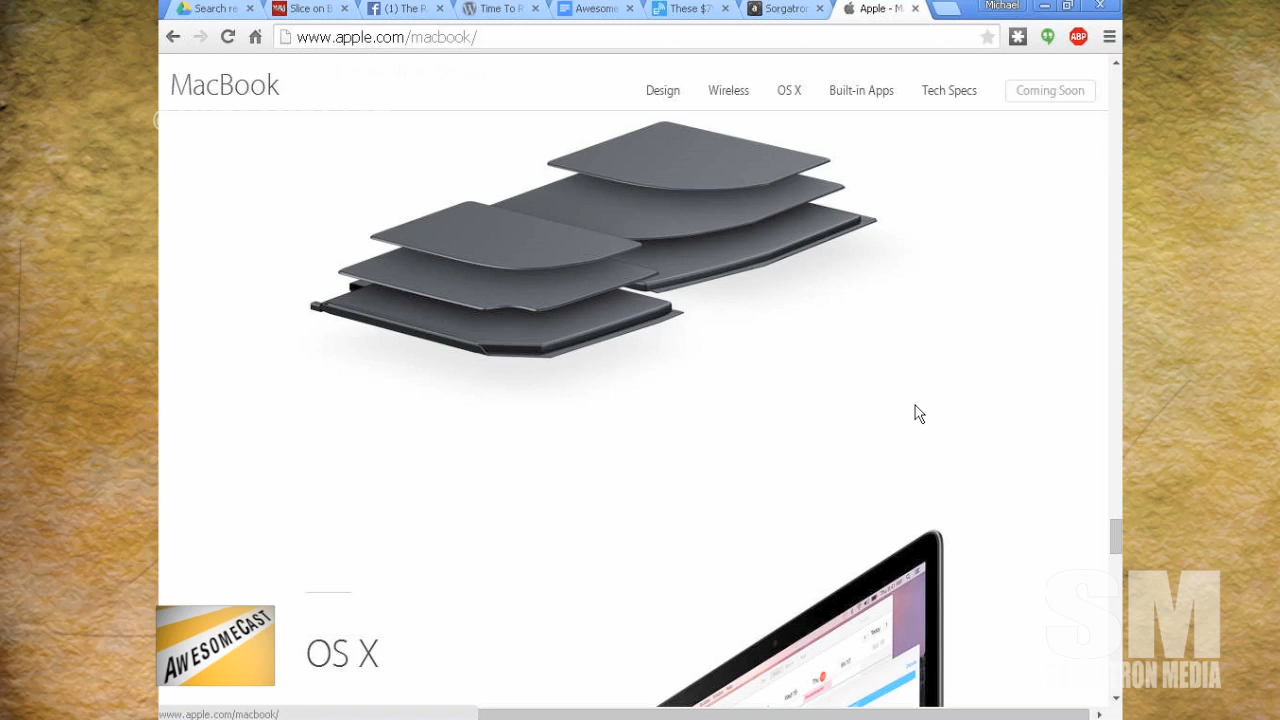 Search re
Slice on B
(1) The R
Time To R
Awesome
These $7
Sorgatron
Apple - M
Michael
www.apple.com/macbook/
ABP
MacBook
Design
Wireless
OS X
Built-in Apps
Tech Specs
Coming Soon
OS X
Today
AWESOMECAST
SM
TRON MEDIA
www.apple.com/macbook/